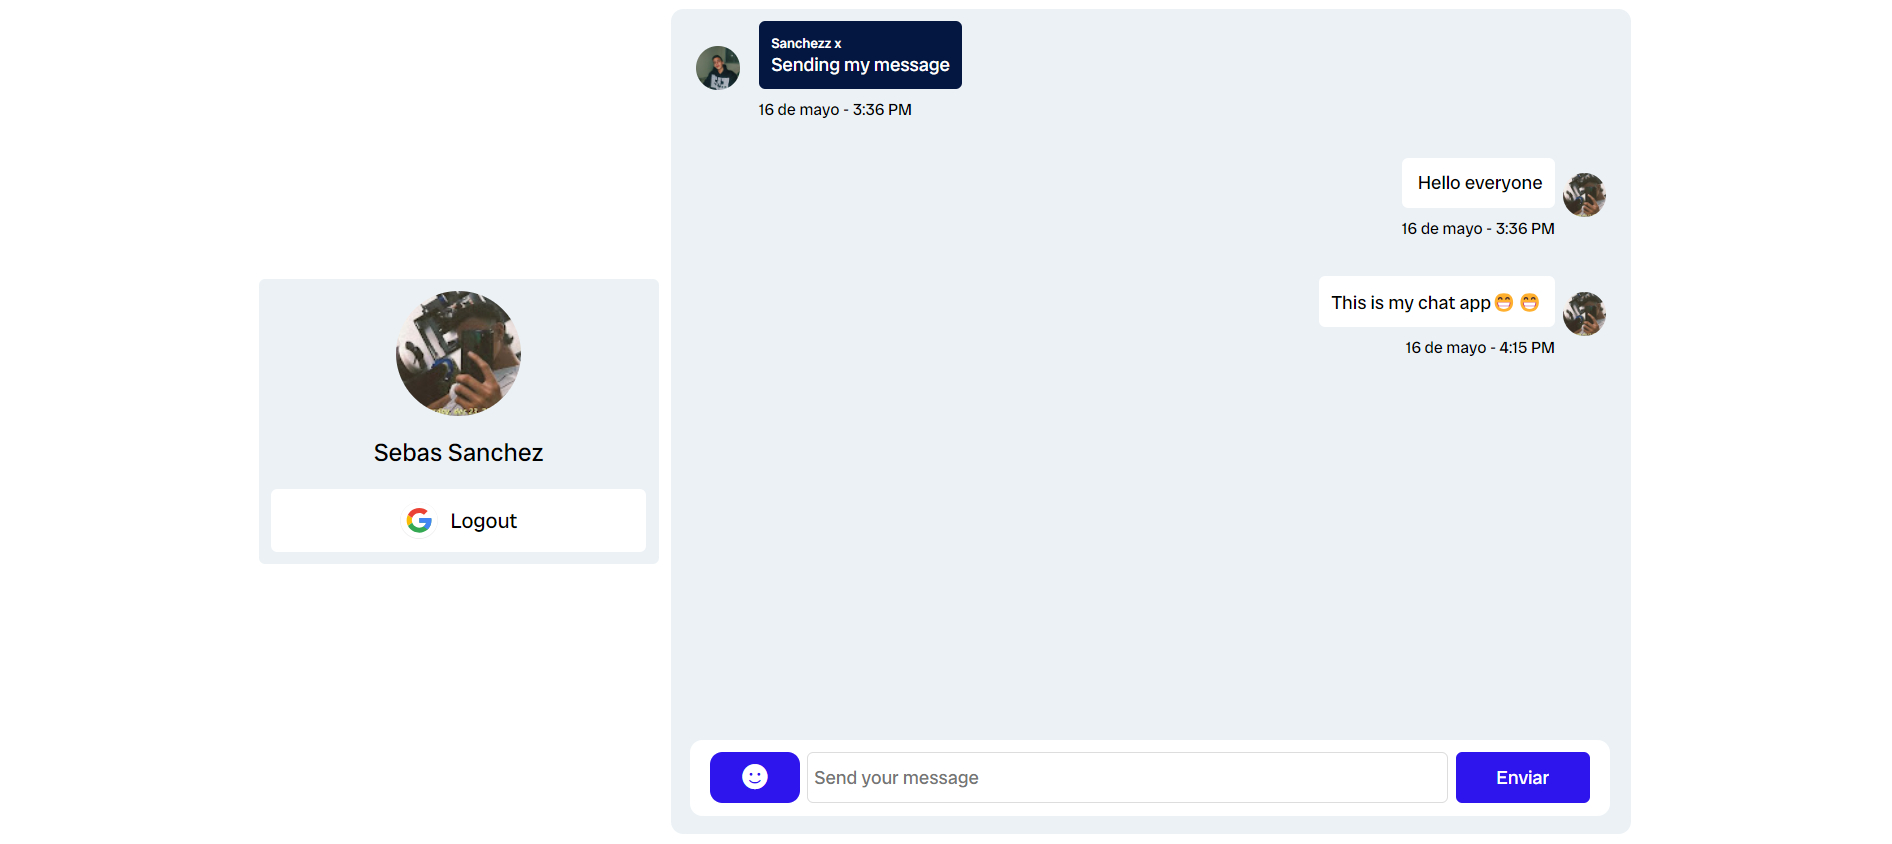 Sanchezz x
Sending my message
16 de mayo - 3:36 PM
Hello everyone
16 de mayo - 3:36 PM
This is my chat app😁 😁
16 de mayo - 4:15 PM
Sebas Sanchez
Logout
Send your message
Enviar